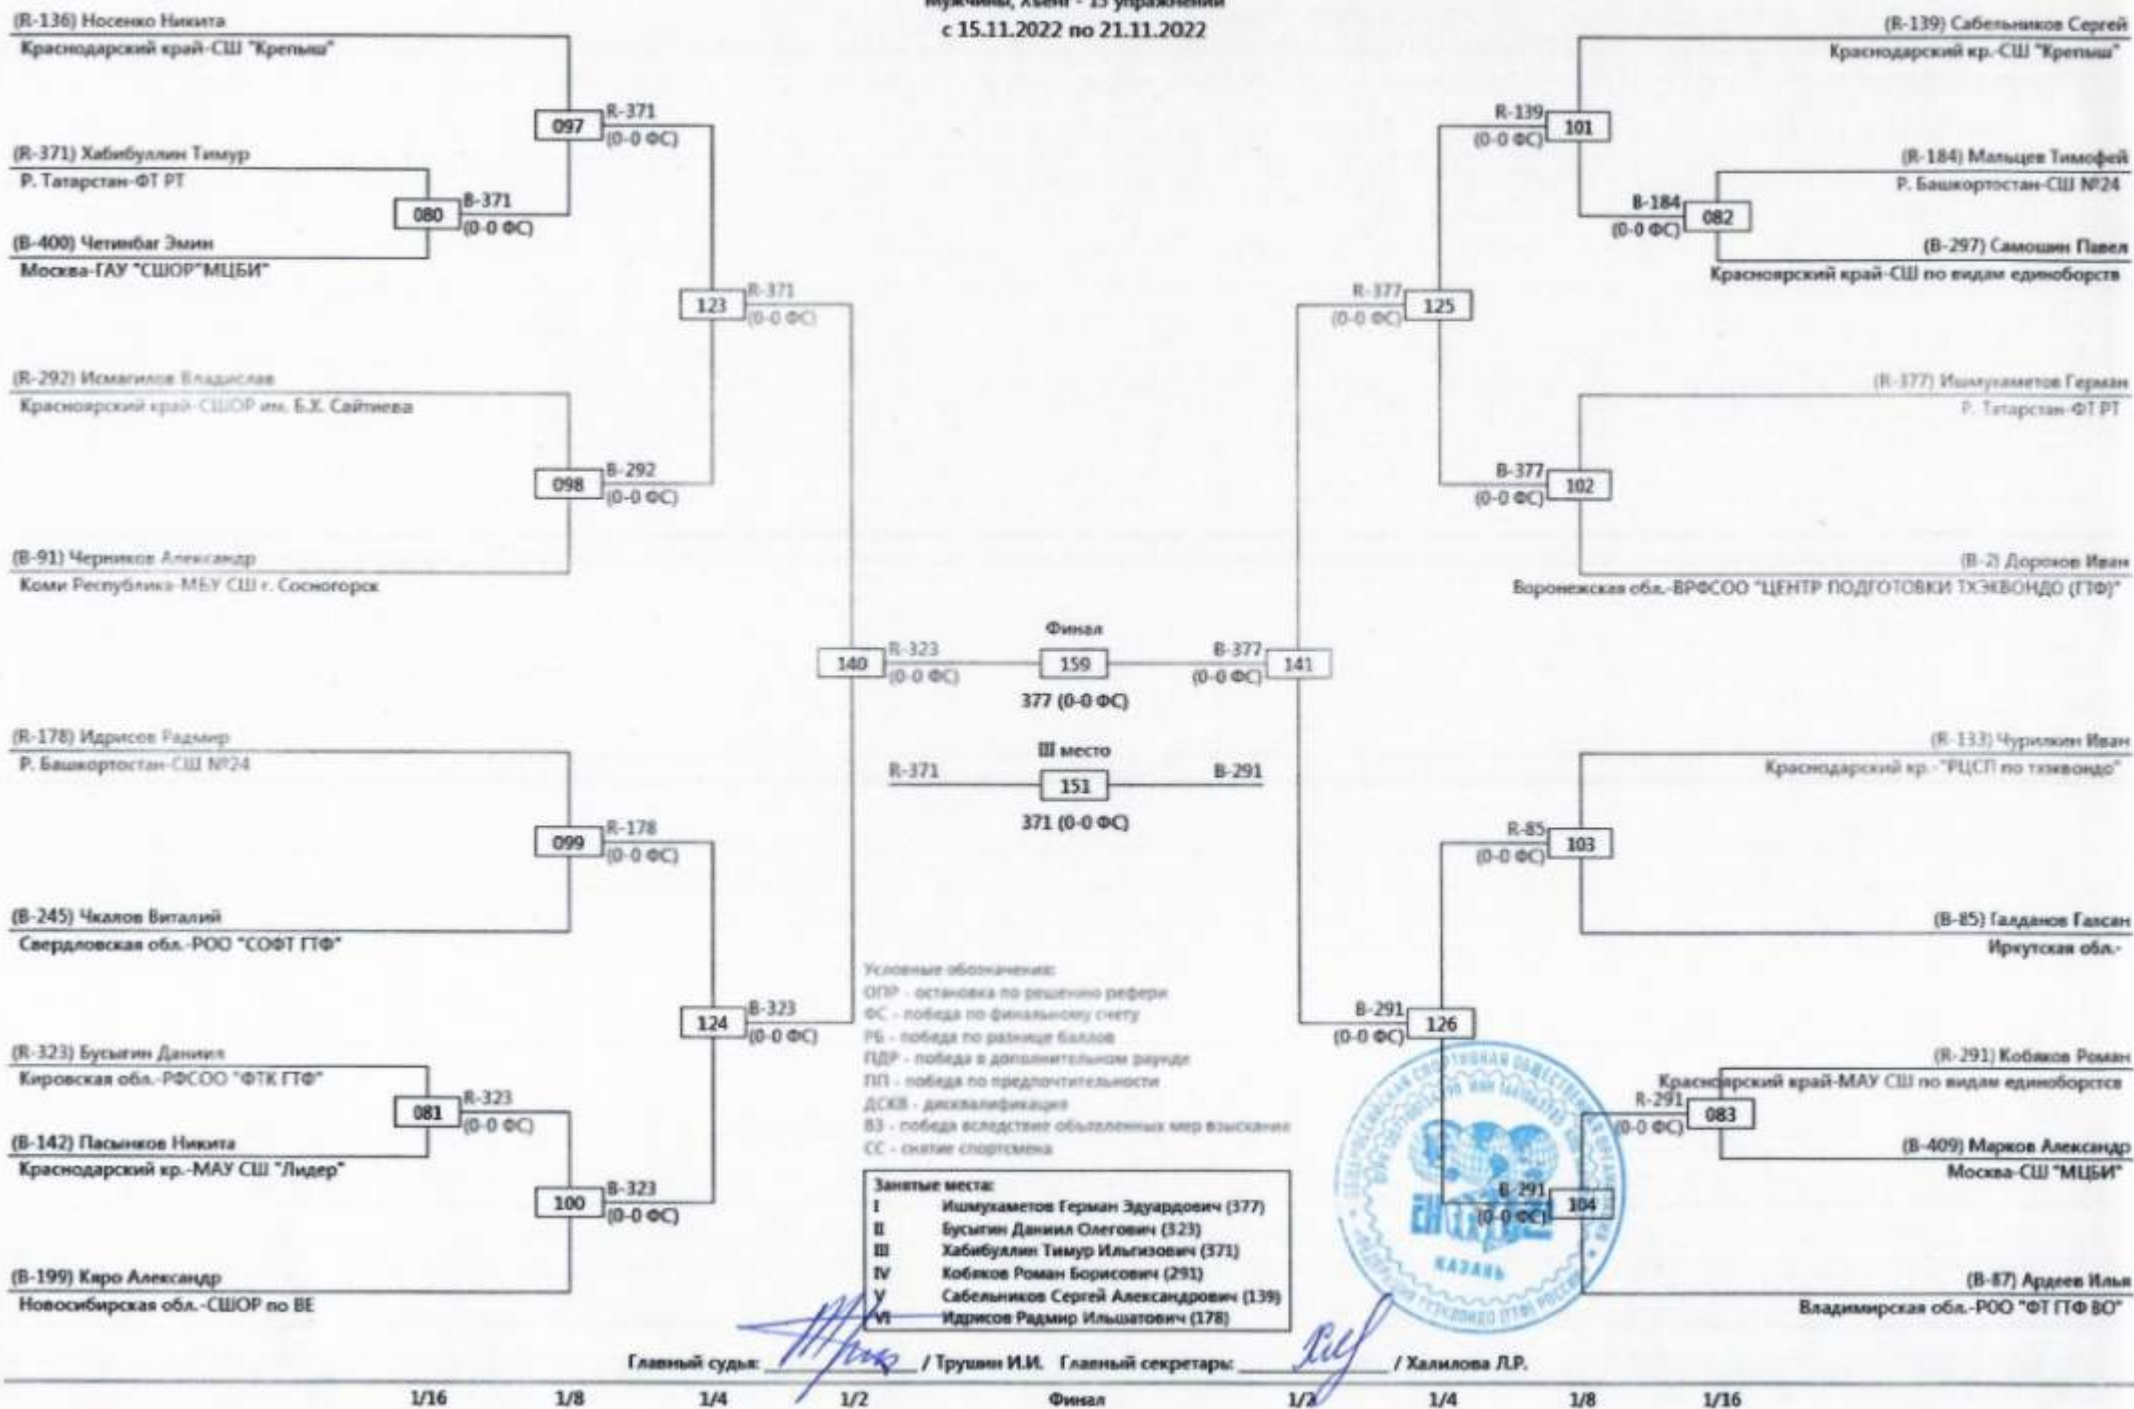 Мужчины, Хъёнг - 15 упражнений
с 15.11.2022 по 21.11.2022
(R-136) Носенко Никита
Краснодарский край-СШ "Крепыш"
097
R-371
(0-0 ФС)
(R-371) Хабибуллин Тимур
Р. Татарстан-ФТ РТ
080
B-371
(0-0 ФС)
(B-400) Четинбаг Эмин
Москва-ГАУ "СШОР"МЦБИ"
123
R-371
(0-0 ФС)
(R-292) Исмагилов Владислав
Красноярский край-СШОР им. Б.Х. Сайтиева
098
B-292
(0-0 ФС)
(B-91) Черников Александр
Коми Республика-МБУ СШ г. Сосногорск
140
R-323
(0-0 ФС)
(R-178) Идрисов Радмир
Р. Башкортостан-СШ №24
099
R-178
(0-0 ФС)
(B-245) Чкалов Виталий
Свердловская обл.-РОО "СОФТ ГТФ"
124
B-323
(0-0 ФС)
(R-323) Бусыгин Даниил
Кировская обл.-РФСОО "ФТК ГТФ"
081
R-323
(0-0 ФС)
(B-142) Пасынков Никита
Краснодарский кр.-МАУ СШ "Лидер"
100
B-323
(0-0 ФС)
(B-199) Кяро Александр
Новосибирская обл.-СШОР по ВЕ
Финал
159
377 (0-0 ФС)
III место
R-371
151
B-291
371 (0-0 ФС)
(R-139) Сабельников Сергей
Краснодарский кр.-СШ "Крепыш"
R-139
(0-0 ФС)
101
(R-184) Мальцев Тимофей
Р. Башкортостан-СШ №24
B-184
(0-0 ФС)
082
(B-297) Самошин Павел
Красноярский край-СШ по видам единоборств
R-377
(0-0 ФС)
125
(R-377) Ишмухаметов Герман
Р. Татарстан-ФТ РТ
B-377
(0-0 ФС)
102
(B-2) Дорохов Иван
Воронежская обл.-ВРФСОО "ЦЕНТР ПОДГОТОВКИ ТХЭКВОНДО (ГТФ)"
B-377
(0-0 ФС)
141
(R-133) Чурилкин Иван
Краснодарский кр.-"РЦСП по тхэквондо"
R-85
(0-0 ФС)
103
(B-85) Галданов Галсан
Иркутская обл.-
B-291
(0-0 ФС)
126
(R-291) Кобяков Роман
Красноярский край-МАУ СШ по видам единоборств
R-291
(0-0 ФС)
083
(B-409) Марков Александр
Москва-СШ "МЦБИ"
B-291
(0-0 ФС)
104
(B-87) Ардеев Илья
Владимирская обл.-РОО "ФТ ГТФ ВО"
Условные обозначения:
ОПР - остановка по решению рефери
ФС - победа по финальному счету
РБ - победа по разнице баллов
ПДР - победа в дополнительном раунде
ПП - победа по предпочтительности
ДСКВ - дисквалификация
ВЗ - победа вследствие объявленных мер взыскания
СС - снятие спортсмена
Занятые места:
I Ишмухаметов Герман Эдуардович (377)
II Бусыгин Даниил Олегович (323)
III Хабибуллин Тимур Ильгизович (371)
IV Кобяков Роман Борисович (291)
V Сабельников Сергей Александрович (139)
VI Идрисов Радмир Ильшатович (178)
КАЗАНЬ
Главный судья: / Трушин И.И. Главный секретарь: / Халилова Л.Р.
1/16 1/8 1/4 1/2 Финал 1/2 1/4 1/8 1/16